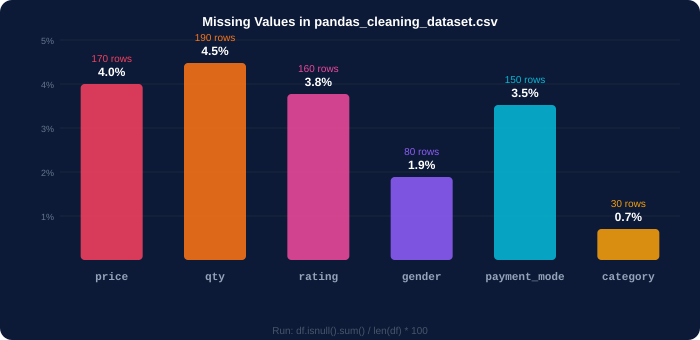 Missing Values in pandas_cleaning_dataset.csv
5%
4%
3%
2%
1%
170 rows
4.0%
190 rows
4.5%
160 rows
3.8%
80 rows
1.9%
150 rows
3.5%
30 rows
0.7%
price
qty
rating
gender
payment_mode
category
Run: df.isnull().sum() / len(df) * 100